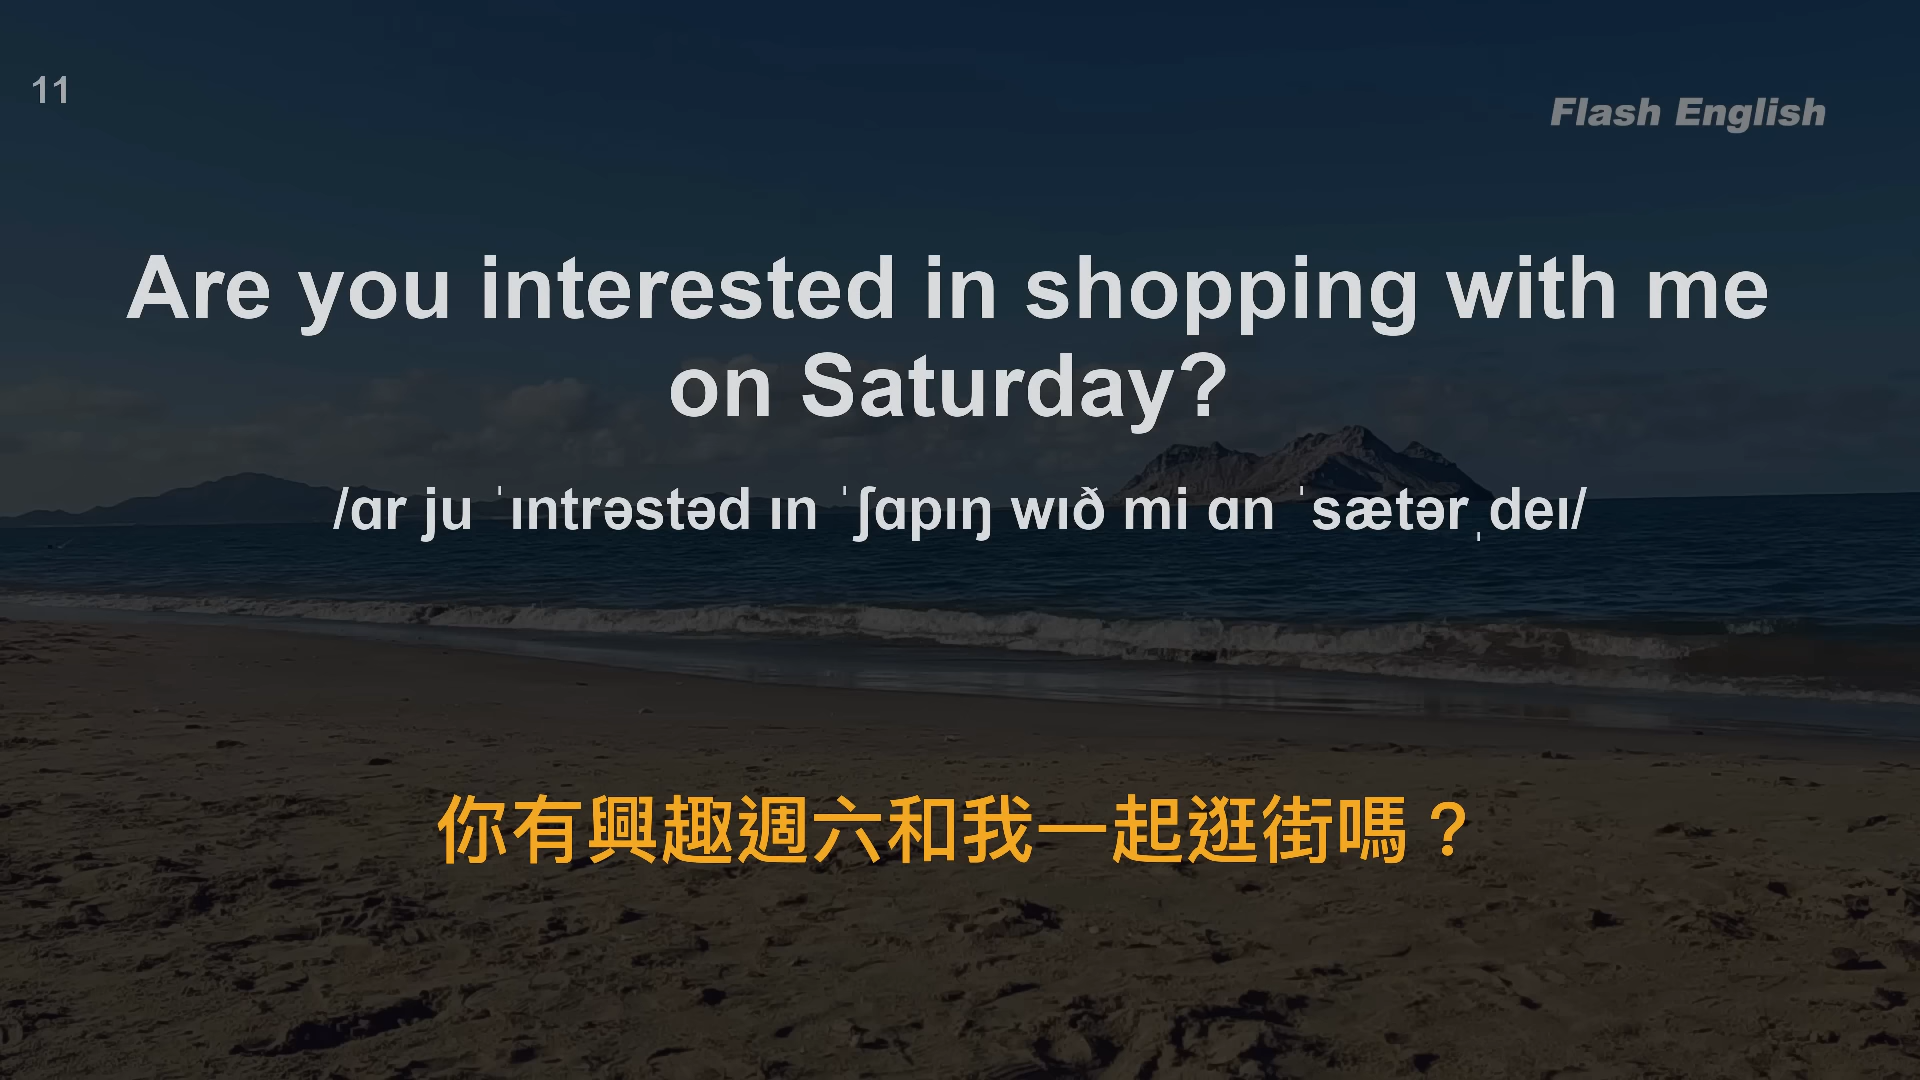 11
Flash English
Are you interested in shopping with me
on Saturday?
/ɑr ju ˈɪntrəstəd ɪn ˈʃɑpɪŋ wɪð mi ɑn ˈsætərˌdeɪ/
你有興趣週六和我一起逛街嗎？